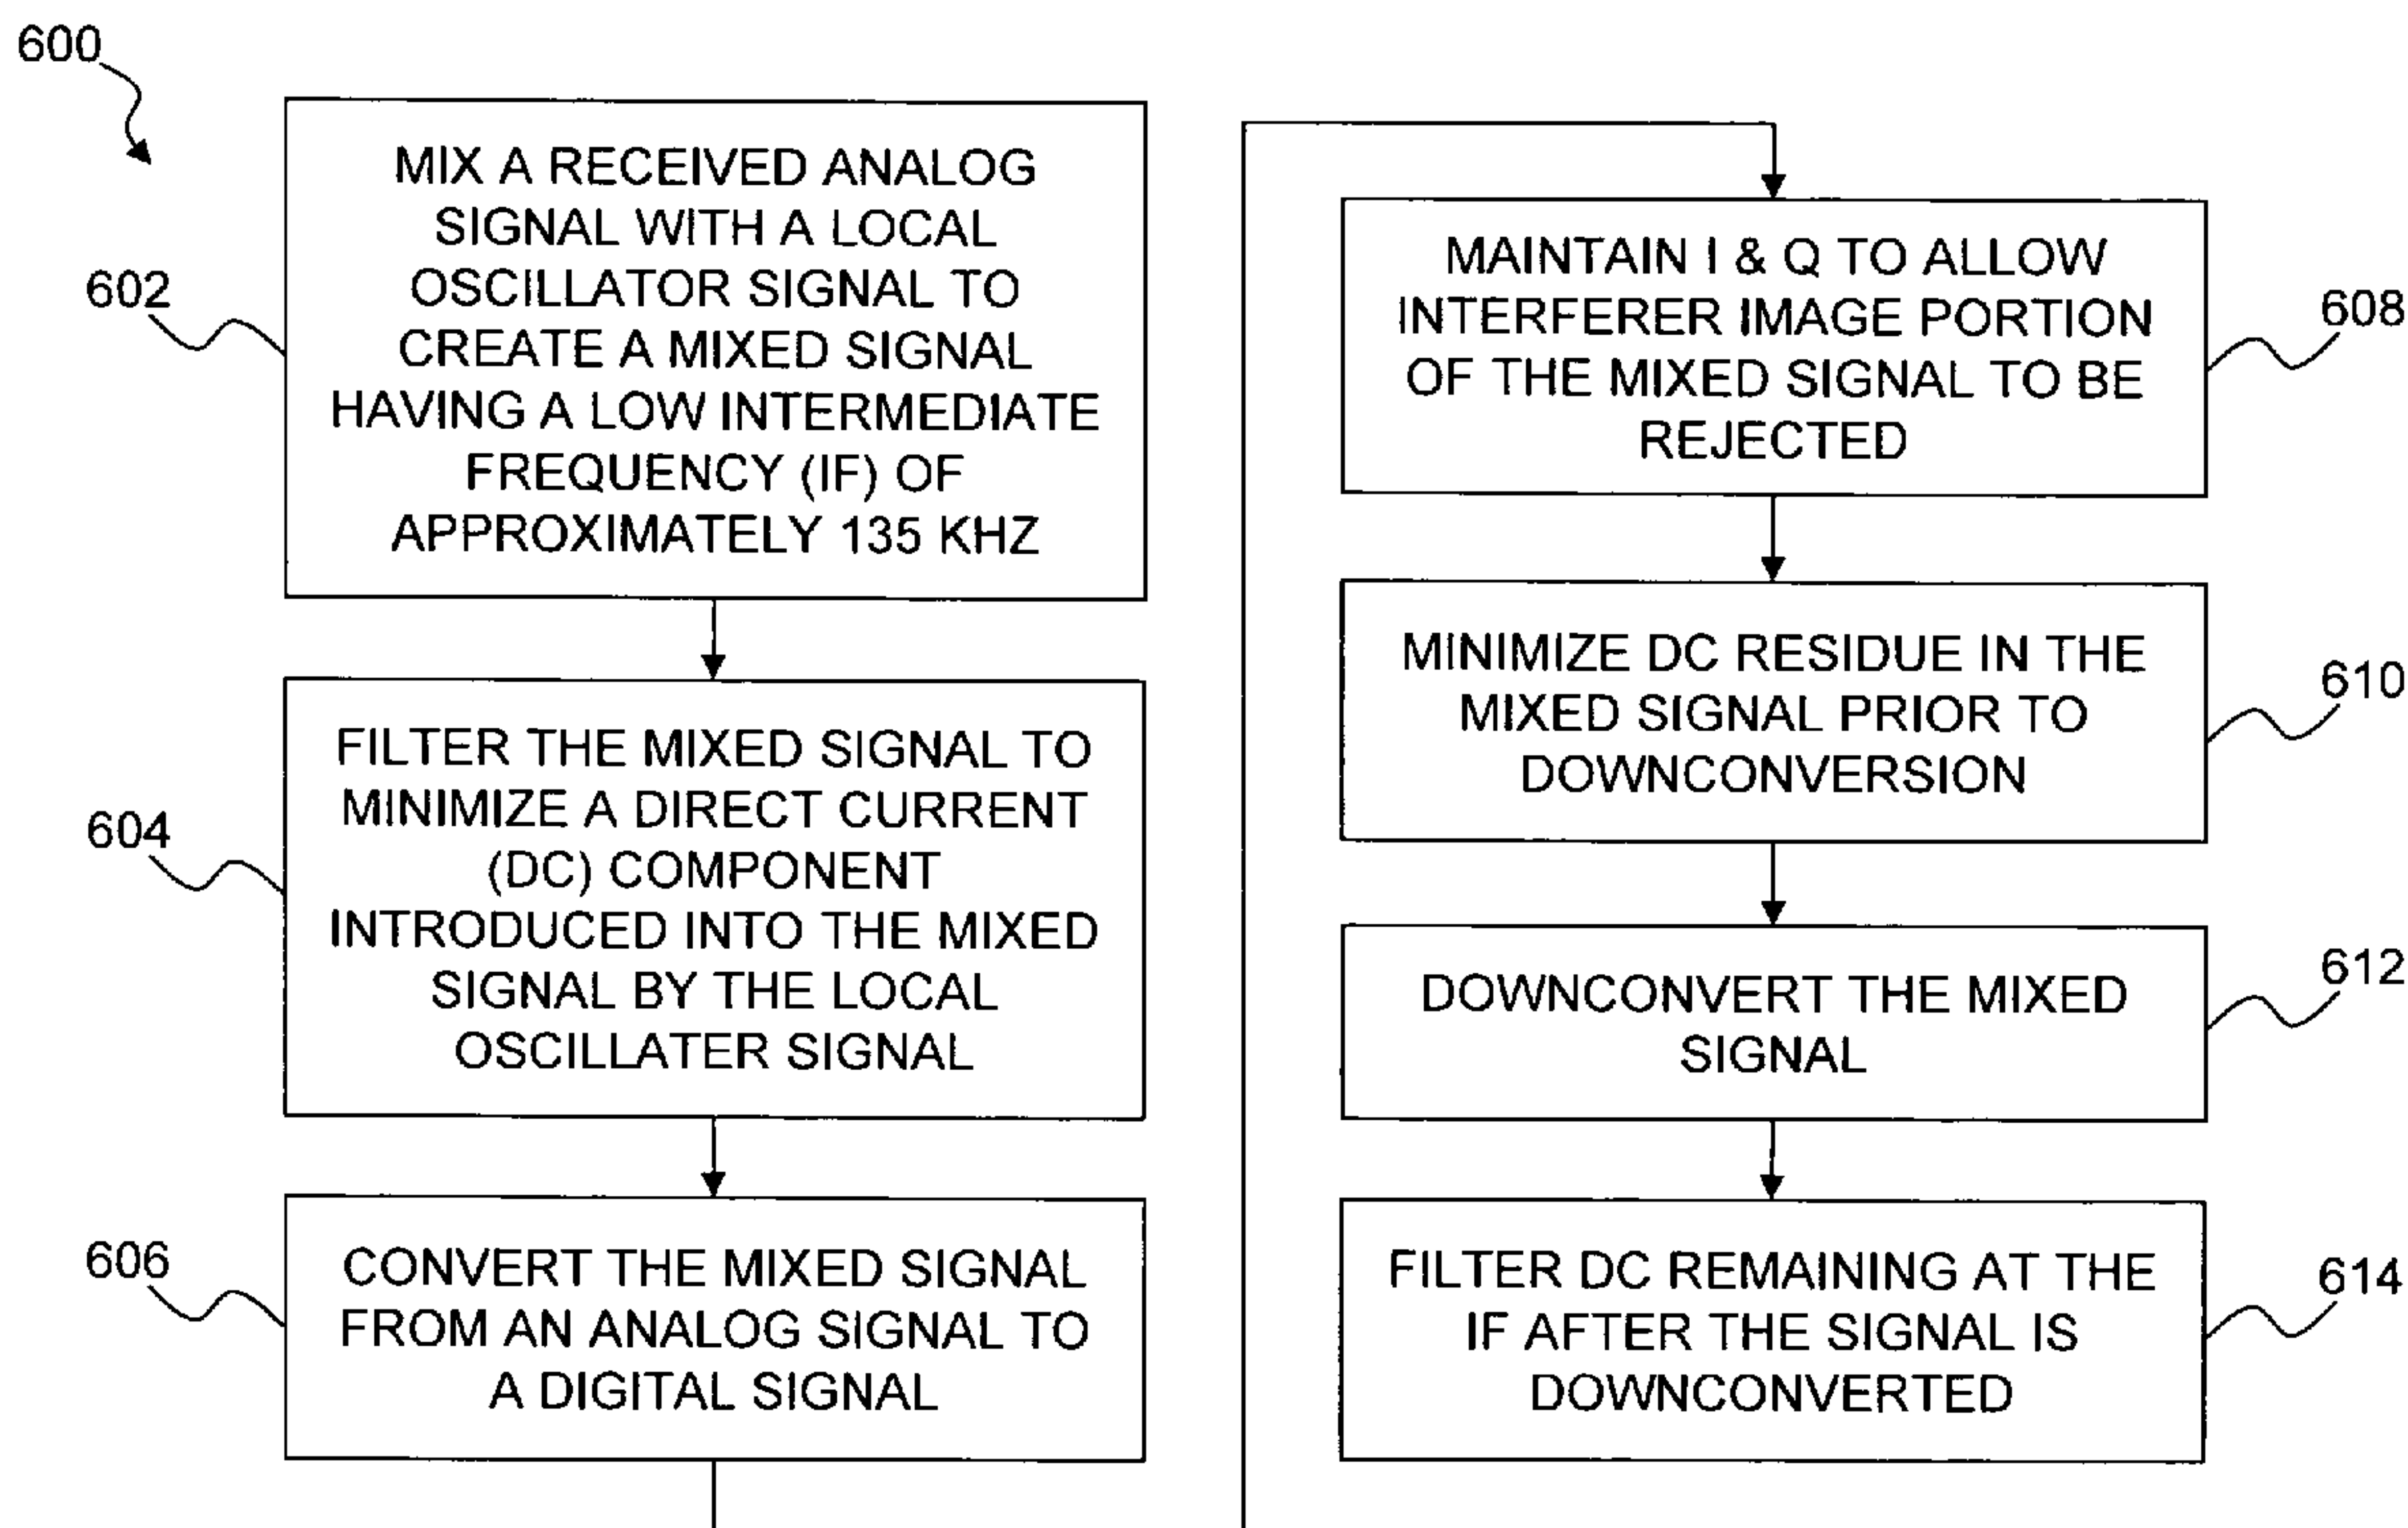 600
602
MIX A RECEIVED ANALOG
SIGNAL WITH A LOCAL
OSCILLATOR SIGNAL TO
CREATE A MIXED SIGNAL
HAVING A LOW INTERMEDIATE
FREQUENCY (IF) OF
APPROXIMATELY 135 KHZ
604
FILTER THE MIXED SIGNAL TO
MINIMIZE A DIRECT CURRENT
(DC) COMPONENT
INTRODUCED INTO THE MIXED
SIGNAL BY THE LOCAL
OSCILLATER SIGNAL
606
CONVERT THE MIXED SIGNAL
FROM AN ANALOG SIGNAL TO
A DIGITAL SIGNAL
MAINTAIN I & Q TO ALLOW
INTERFERER IMAGE PORTION
OF THE MIXED SIGNAL TO BE
REJECTED
608
MINIMIZE DC RESIDUE IN THE
MIXED SIGNAL PRIOR TO
DOWNCONVERSION
610
DOWNCONVERT THE MIXED
SIGNAL
612
FILTER DC REMAINING AT THE
IF AFTER THE SIGNAL IS
DOWNCONVERTED
614